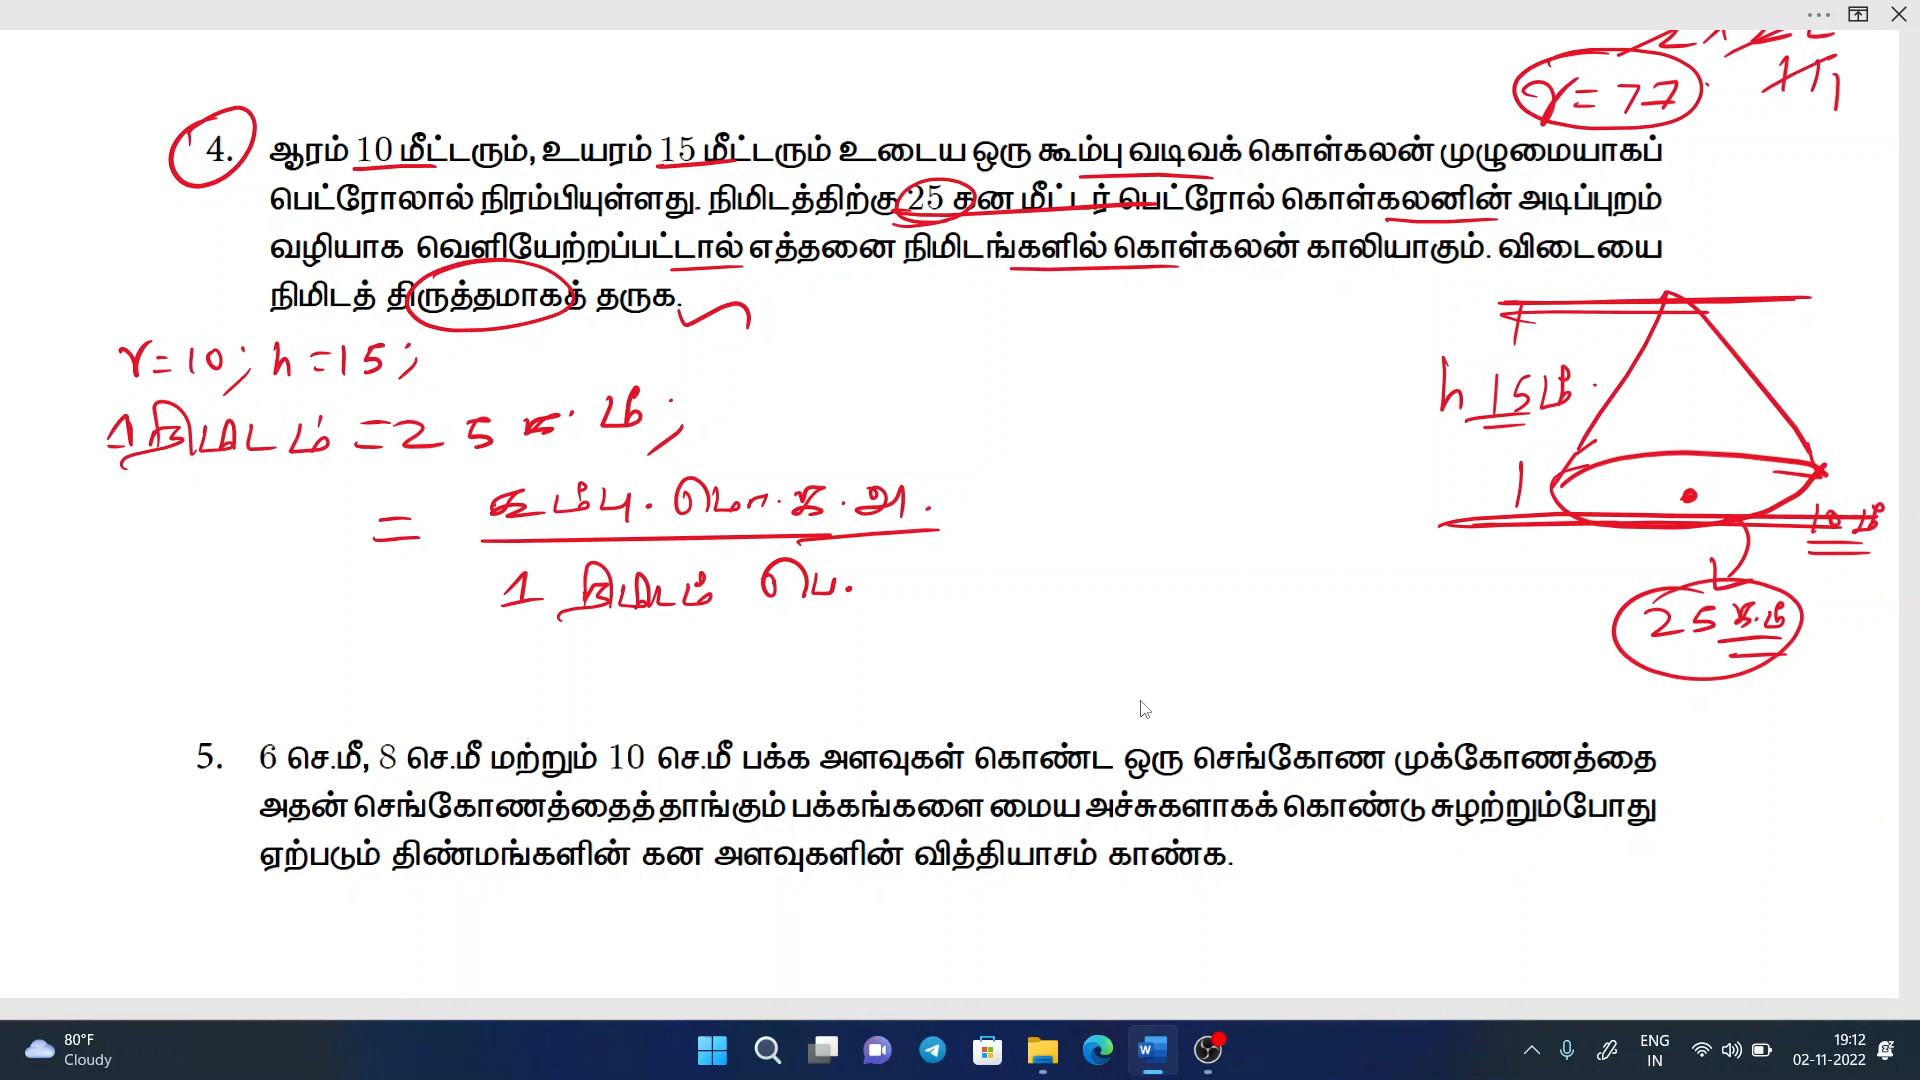 r = 77
4. ஆரம் 10 மீட்டரும், உயரம் 15 மீட்டரும் உடைய ஒரு கூம்பு வடிவக் கொள்கலன் முழுமையாகப்
பெட்ரோலால் நிரம்பியுள்ளது. நிமிடத்திற்கு 25 கன மீட்டர் பெட்ரோல் கொள்கலனின் அடிப்புறம்
வழியாக வெளியேற்றப்பட்டால் எத்தனை நிமிடங்களில் கொள்கலன் காலியாகும். விடையை
நிமிடத் திருத்தமாகத் தருக.
r = 10; h = 15;
h 15மீ
1 நிமிடம் = 25 க.மீ;
= கூம்பு. கொ. க. அ.
10 மீ
1 நிமிடம் பெ.
25 க.மீ
5. 6 செ.மீ, 8 செ.மீ மற்றும் 10 செ.மீ பக்க அளவுகள் கொண்ட ஒரு செங்கோண முக்கோணத்தை
அதன் செங்கோணத்தைத் தாங்கும் பக்கங்களை மைய அச்சுகளாகக் கொண்டு சுழற்றும்போது
ஏற்படும் திண்மங்களின் கன அளவுகளின் வித்தியாசம் காண்க.
80°F
Cloudy
ENG
IN
19:12
02-11-2022